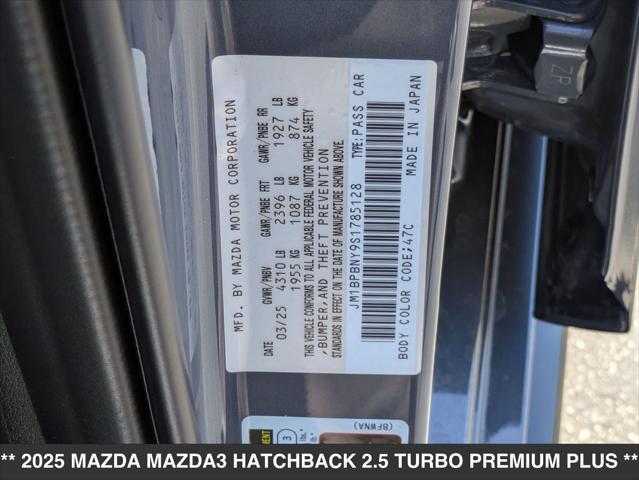 MFD. BY MAZDA MOTOR CORPORATION
DATE GVWR/PNBV GAWR/PNBE FRT GAWR/PNBE RR
03/25 4310 LB 2396 LB 1927 LB
1955 KG 1087 KG 874 KG
THIS VEHICLE CONFORMS TO ALL APPLICABLE FEDERAL MOTOR VEHICLE SAFETY
,BUMPER,AND THEFT PREVENTION
STANDARDS IN EFFECT ON THE DATE OF MANUFACTURE SHOWN ABOVE.
JM1BPBNY9S1785128 TYPE:PASS CAR
BODY COLOR CODE:47C MADE IN JAPAN
ZP
(BFWNA)
3
** 2025 MAZDA MAZDA3 HATCHBACK 2.5 TURBO PREMIUM PLUS **